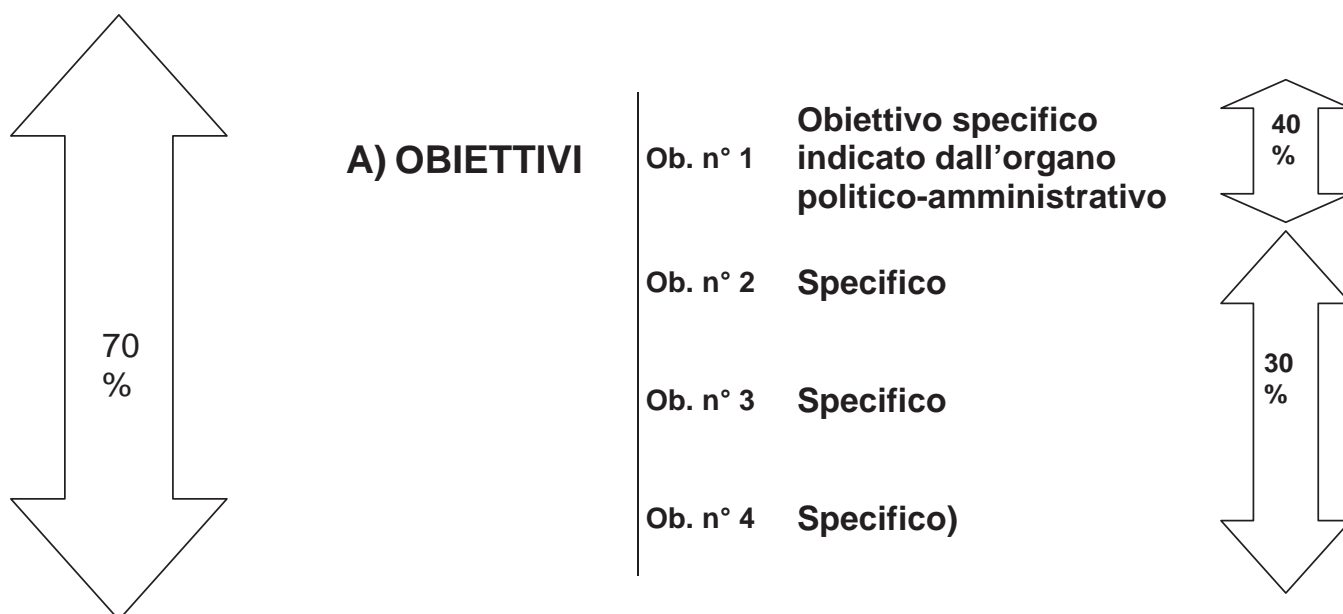 70
%
A) OBIETTIVI
Ob. n° 1
Obiettivo specifico
indicato dall’organo
politico-amministrativo
40
%
Ob. n° 2 Specifico
Ob. n° 3 Specifico
30
%
Ob. n° 4 Specifico)